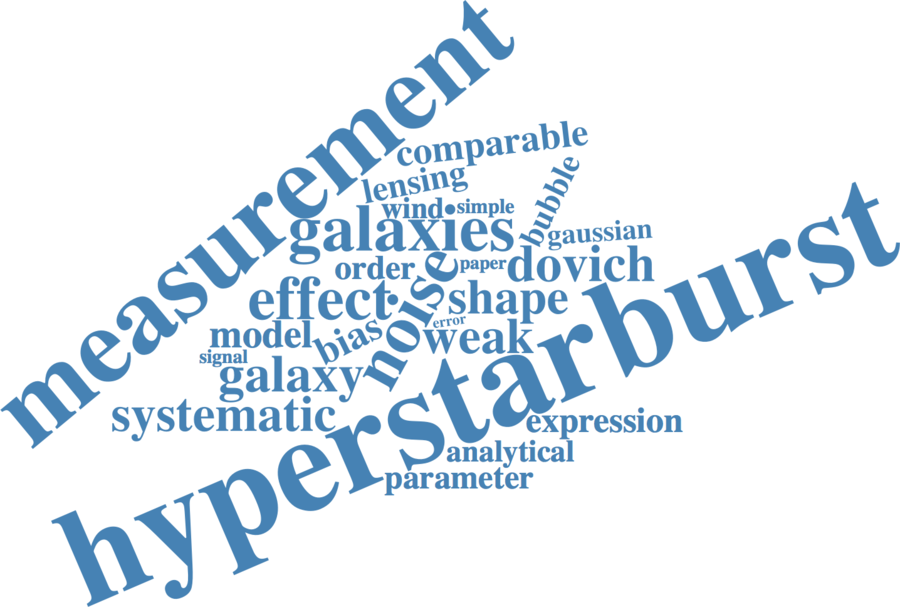 measurement
comparable
lensing
bubble
wind
simple
galaxies
gaussian
order
noise
paper
dovich
effect
shape
model
bias
error
weak
signal
galaxy
systematic
hyperstarburst
expression
analytical
parameter